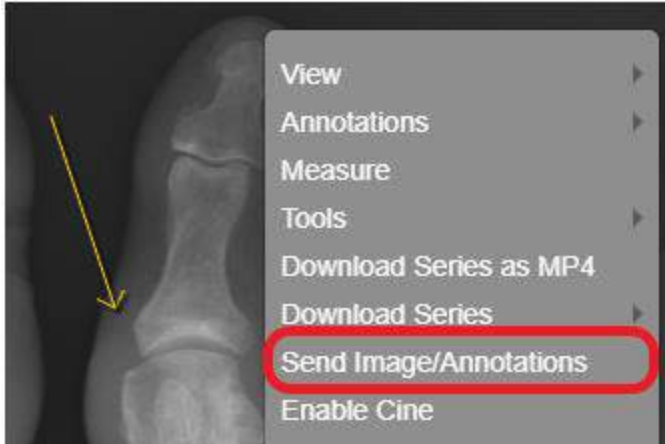 View
Annotations
Measure
Tools
Download Series as MP4
Download Series
Send Image/Annotations
Enable Cine